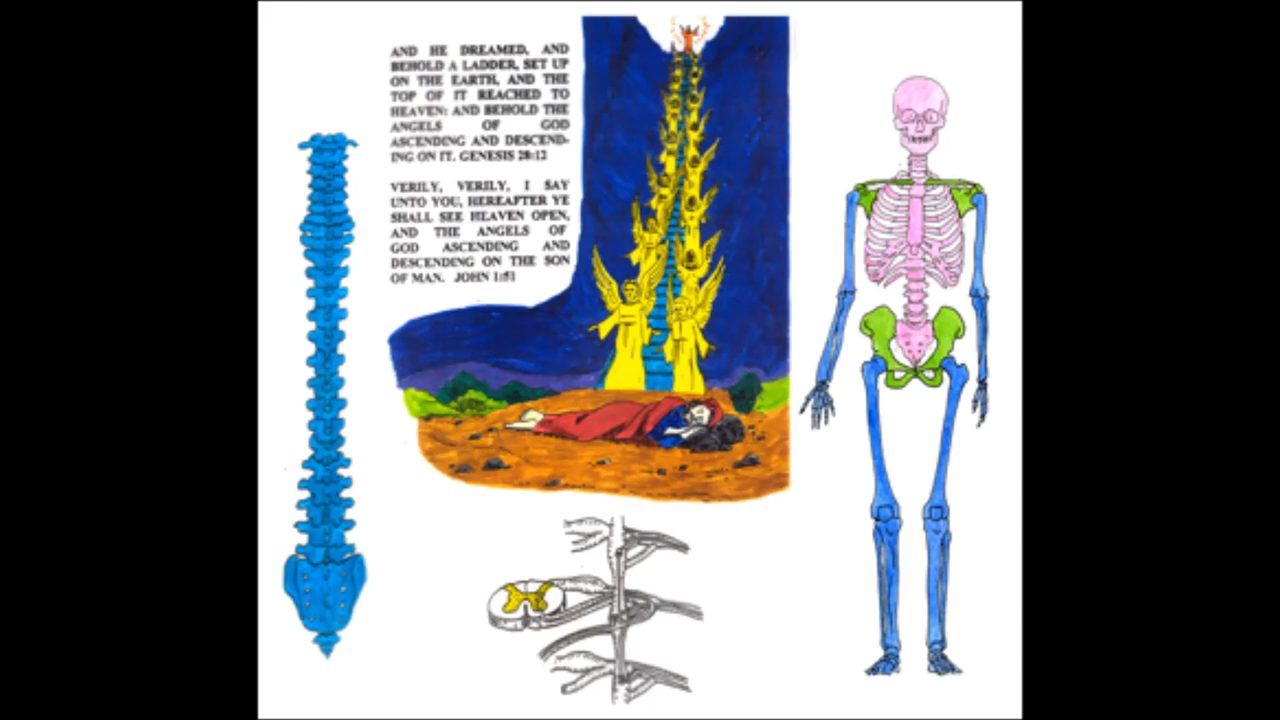 AND HE DREAMED, AND
BEHOLD A LADDER, SET UP
ON THE EARTH, AND THE
TOP OF IT REACHED TO
HEAVEN: AND BEHOLD THE
ANGELS OF GOD
ASCENDING AND DESCEND-
ING ON IT. GENESIS 28:12
VERILY, VERILY, I SAY
UNTO YOU, HEREAFTER YE
SHALL SEE HEAVEN OPEN,
AND THE ANGELS OF
GOD ASCENDING AND
DESCENDING ON THE SON
OF MAN. JOHN 1:51